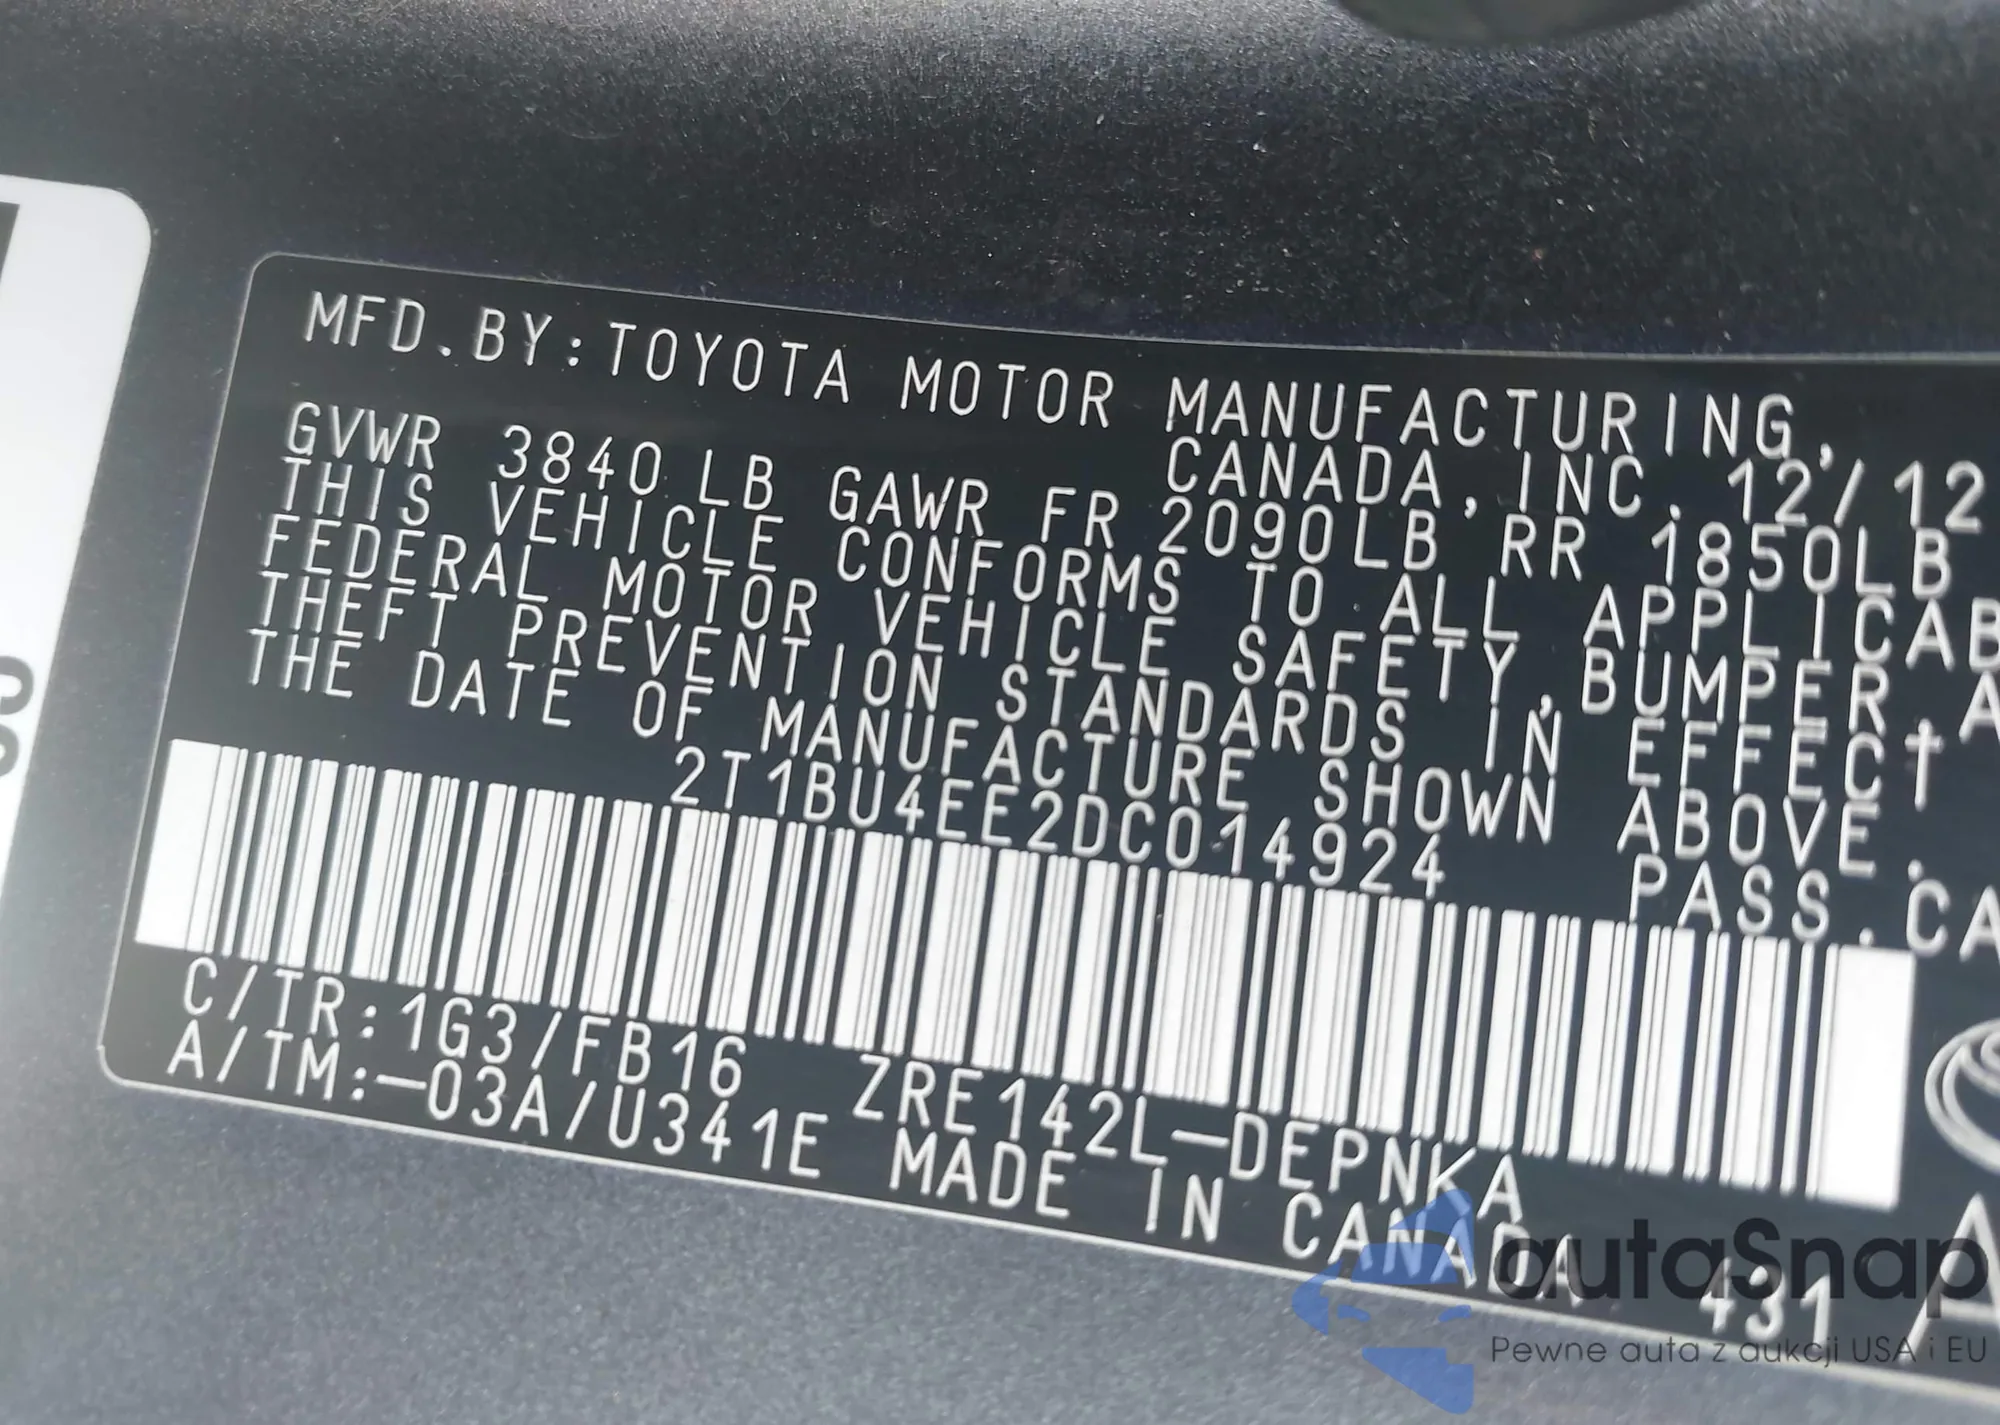 MFD.BY:TOYOTA MOTOR MANUFACTURING,
CANADA, INC. 12/12
GVWR 3840 LB GAWR FR 2090LB RR 1850LB
THIS VEHICLE CONFORMS TO ALL APPLICAB
FEDERAL MOTOR VEHICLE SAFETY,BUMPER,A
THEFT PREVENTION STANDARDS IN EFFECT
THE DATE OF MANUFACTURE SHOWN ABOVE.
2T1BU4EE2DC014924 PASS.CA
C/TR:1G3/FB16 ZRE142L-DEPNKA
A/TM:-03A/U341E MADE IN CANADA 431
autaSnap
Pewne auta z aukcji USA i EU